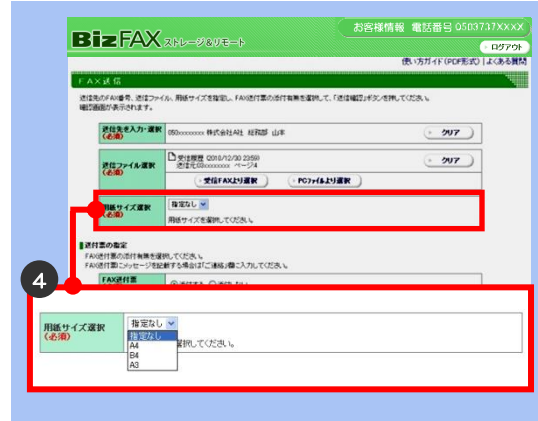 お客様情報 電話番号 0503737XXXX
BizFAX ストレージ&リモート
ログアウト
使い方ガイド(PDF形式) | よくある質問
FAX送信
送信先のFAX番号、送信ファイル、用紙サイズを指定し、FAX送付票の添付有無を選択して、「送信確認」ボタンを押してください。
確認画面が表示されます。
送信先を入力・選択
(必須)
050xxxxxxxx 株式会社AtL 総務部 山本
クリア
送信ファイル選択
(必須)
受信履歴 (2010/12/30 23:59)
送信元03xxxxxxxx ページ4
クリア
受信FAXより選択
PCファイルより選択
用紙サイズ選択
(必須)
指定なし
用紙サイズを選択してください。
送付票の指定
FAX送付票の添付有無を選択してください。
FAX送付票にメッセージを記載する場合は「ご連絡」欄に入力してください。
FAX送付票
4
用紙サイズ選択
(必須)
指定なし
指定なし
A4
選択してください。
B4
A3